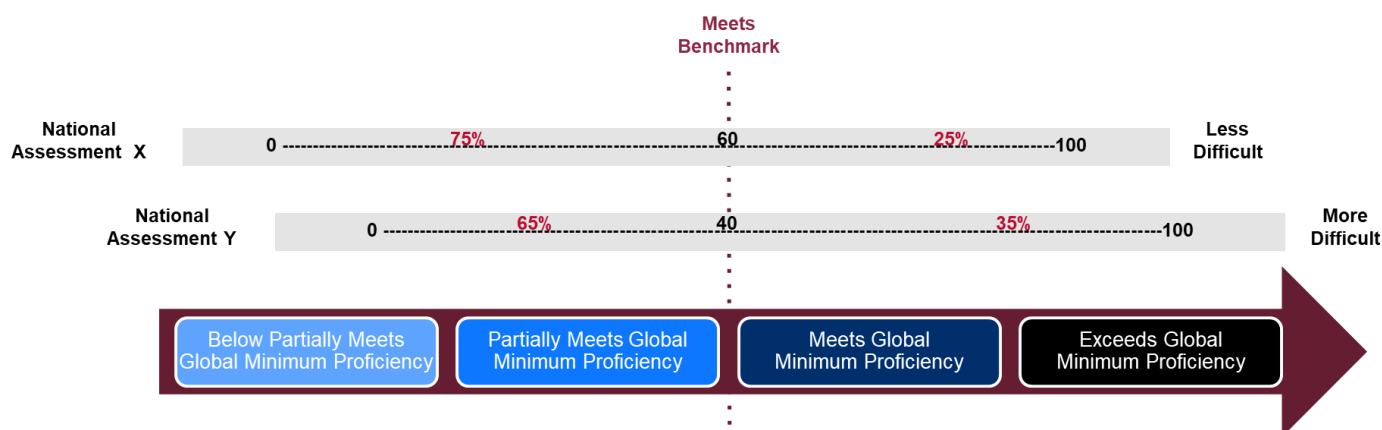 Meets
Benchmark
National
Assessment X
0 75% 60 25% 100
Less
Difficult
National
Assessment Y
0 65% 40 35% 100
More
Difficult
Below Partially Meets
Global Minimum Proficiency
Partially Meets Global
Minimum Proficiency
Meets Global
Minimum Proficiency
Exceeds Global
Minimum Proficiency